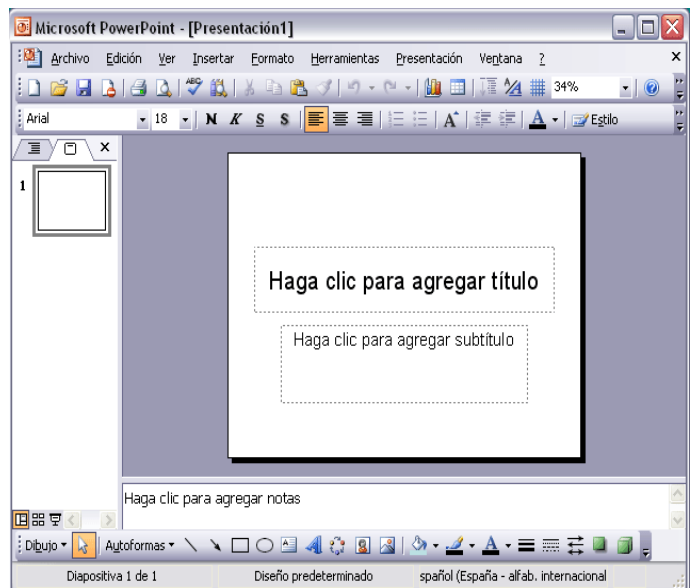 Microsoft PowerPoint - [Presentación1]
Archivo Edición Ver Insertar Formato Herramientas Presentación Ventana ?
34%
Arial 18 N K S S A A Estilo
1
Haga clic para agregar título
Haga clic para agregar subtítulo
Haga clic para agregar notas
Dibujo Autoformas A
Diapositiva 1 de 1 Diseño predeterminado spañol (España - alfab. internacional